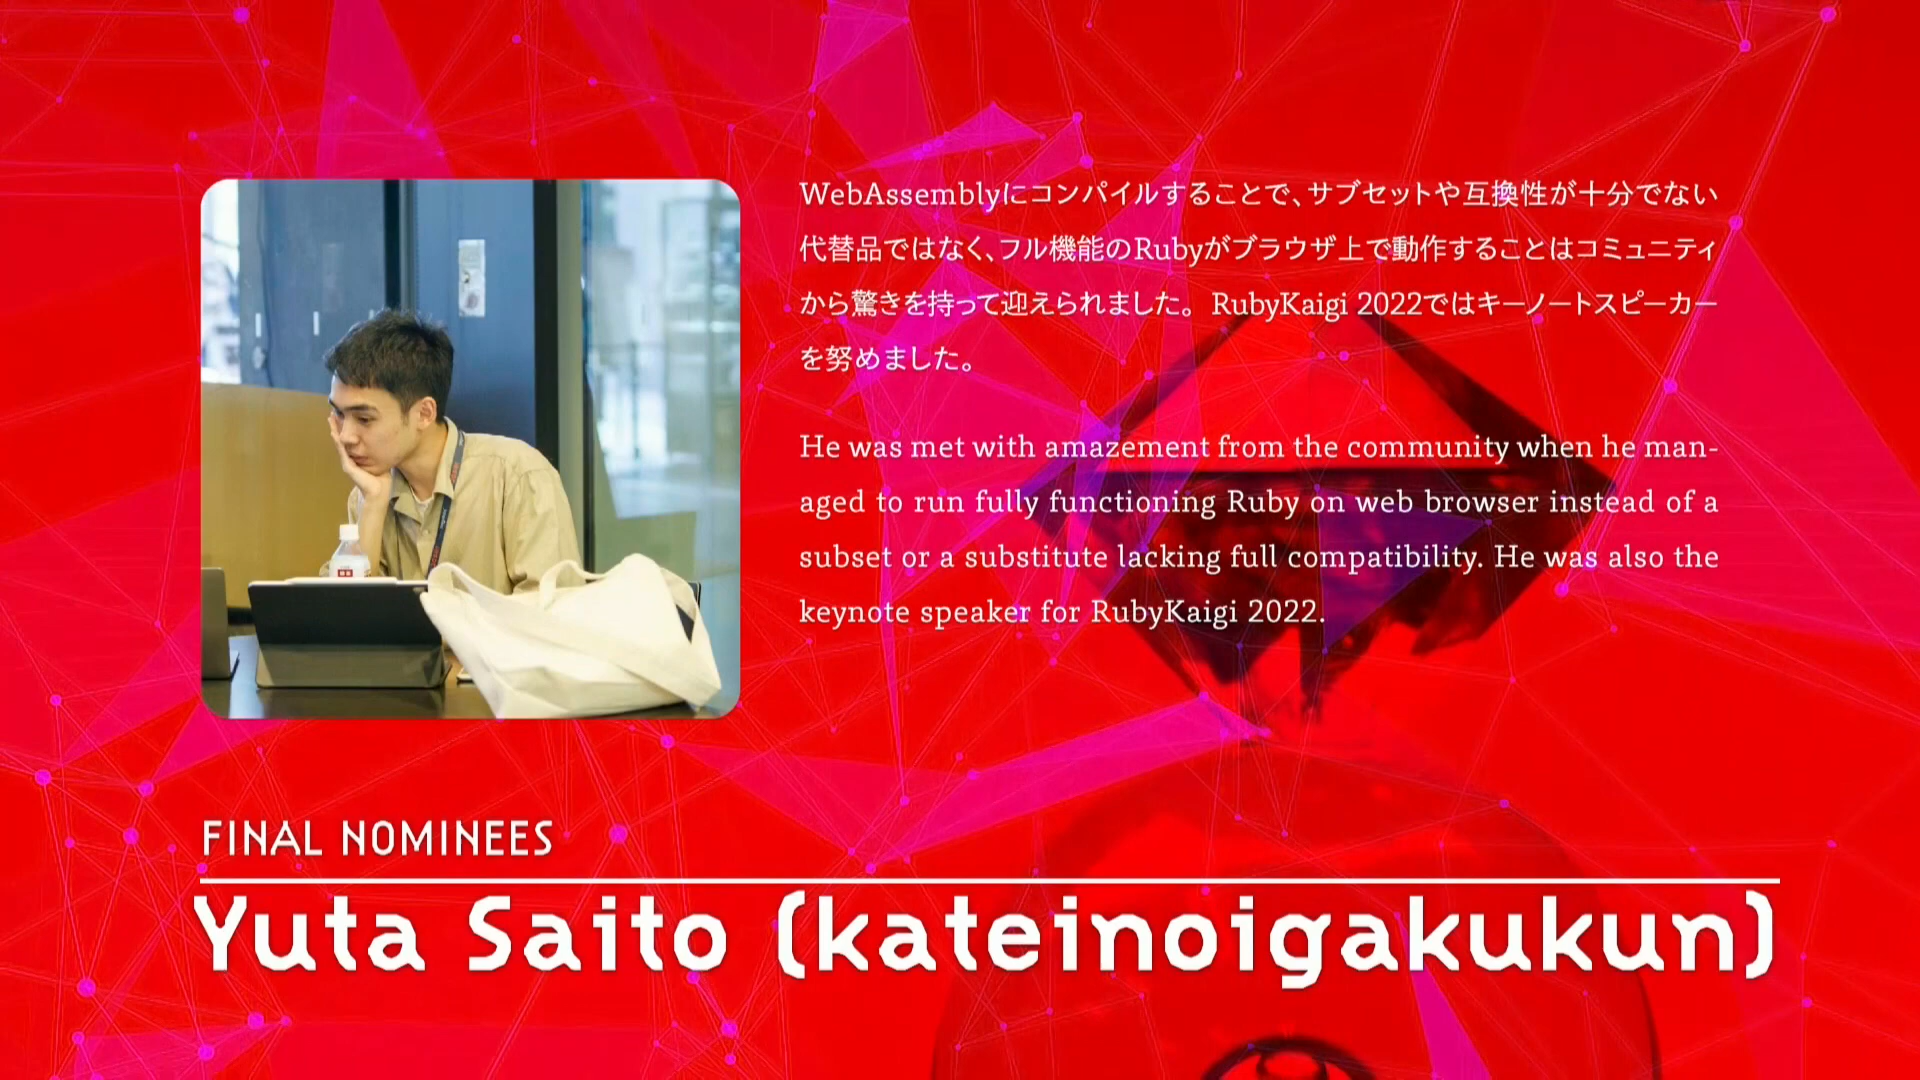 WebAssemblyにコンパイルすることで、サブセットや互換性が十分でない
代替品ではなく、フル機能のRubyがブラウザ上で動作することはコミュニティ
から驚きを持って迎えられました。RubyKaigi 2022ではキーノートスピーカー
を努めました。
He was met with amazement from the community when he man-
aged to run fully functioning Ruby on web browser instead of a
subset or a substitute lacking full compatibility. He was also the
keynote speaker for RubyKaigi 2022.
FINAL NOMINEES
Yuta Saito (kateinoigakukun)